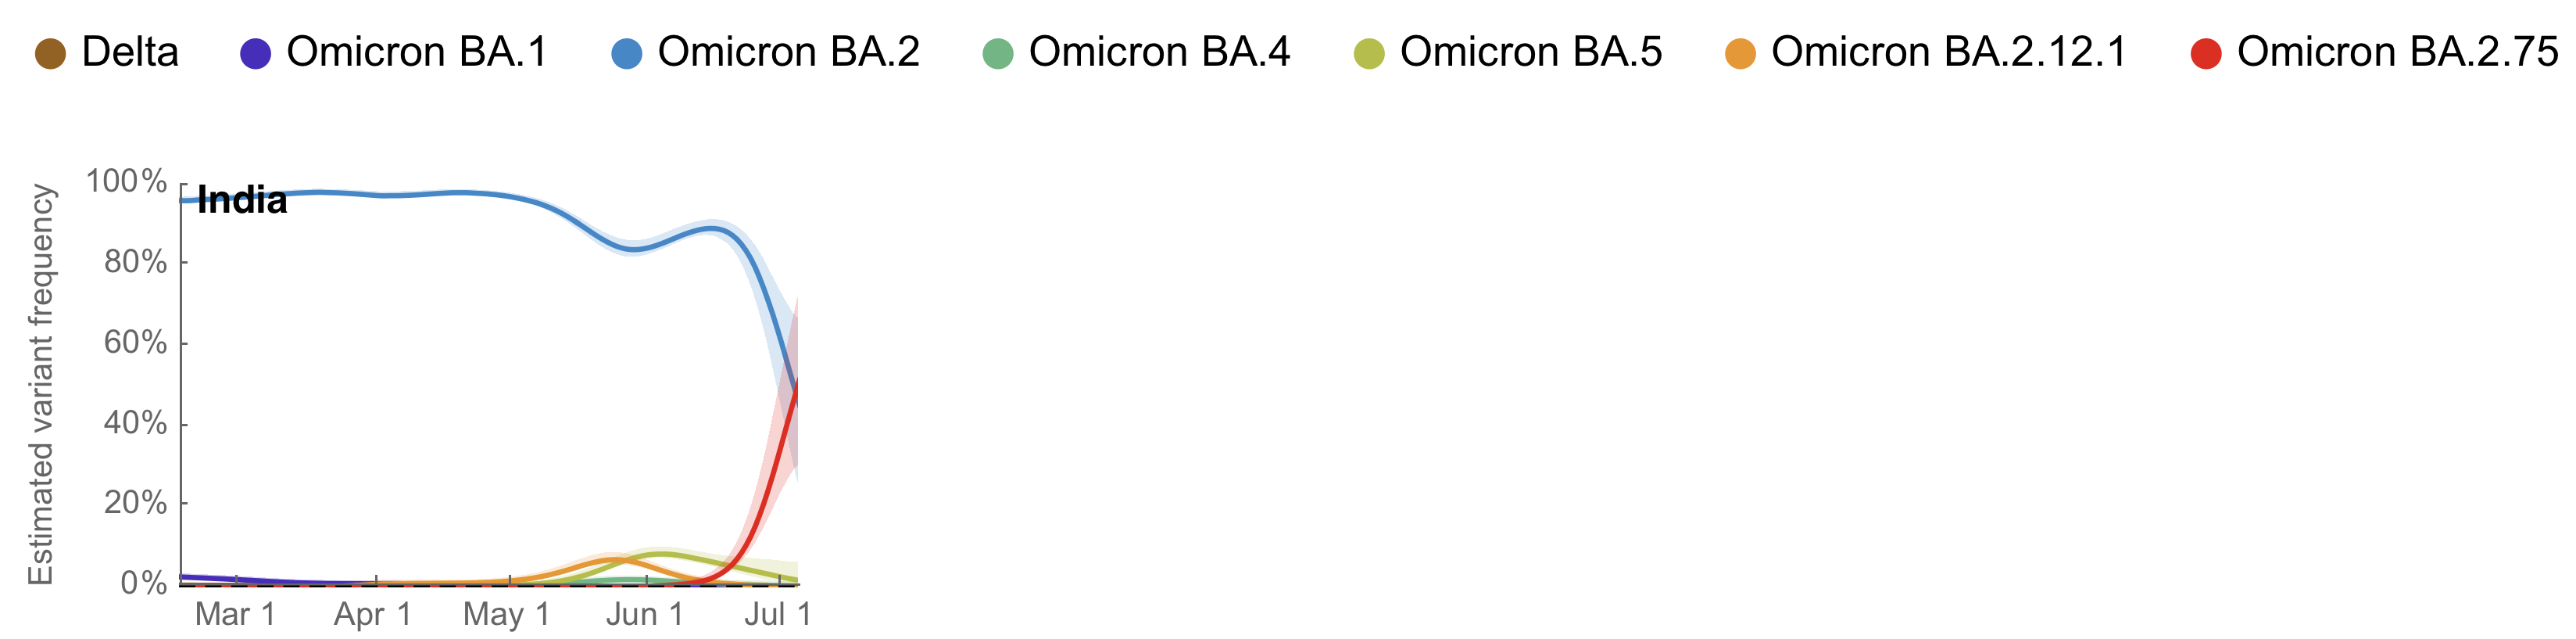 Delta Omicron BA.1 Omicron BA.2 Omicron BA.4 Omicron BA.5 Omicron BA.2.12.1 Omicron BA.2.75
Estimated variant frequency
India
100%
80%
60%
40%
20%
0%
Mar 1 Apr 1 May 1 Jun 1 Jul 1